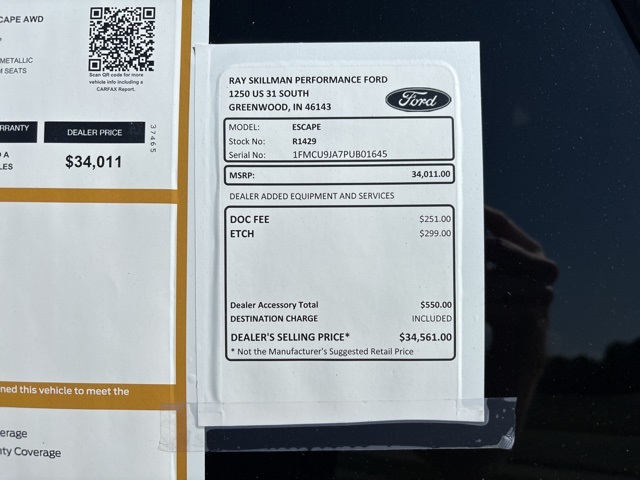 CAPE AWD
METALLIC
M SEATS
Scan QR code for more
vehicle info including a
CARFAX Report.
RRANTY
DEALER PRICE
37465
D A
LES
$34,011
ned this vehicle to meet the
erage
nty Coverage
RAY SKILLMAN PERFORMANCE FORD
1250 US 31 SOUTH
GREENWOOD, IN 46143
Ford
MODEL: ESCAPE
Stock No: R1429
Serial No: 1FMCU9JA7PUB01645
MSRP: 34,011.00
DEALER ADDED EQUIPMENT AND SERVICES
DOC FEE $251.00
ETCH $299.00
Dealer Accessory Total $550.00
DESTINATION CHARGE INCLUDED
DEALER'S SELLING PRICE* $34,561.00
* Not the Manufacturer's Suggested Retail Price